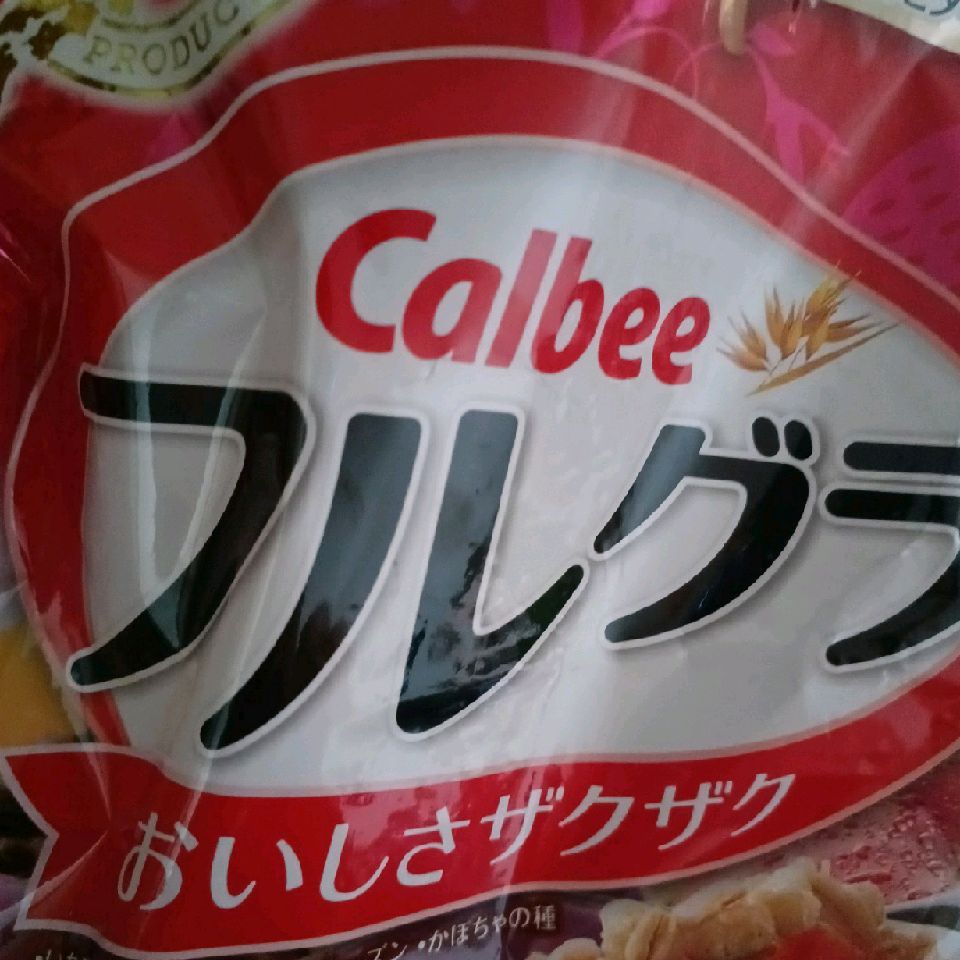 PRODUC
Calbee
フルグラ
おいしさザクザク
ズン・かぼちゃの種